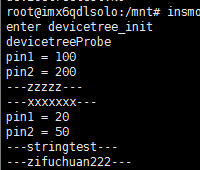 root@imx6qdlsolo:/mnt# insmo
enter devicetree_init
devicetreeProbe
pin1 = 100
pin2 = 200
---zzzzz---
---xxxxxxx---
pin1 = 20
pin2 = 50
---stringtest---
---zifuchuan222---